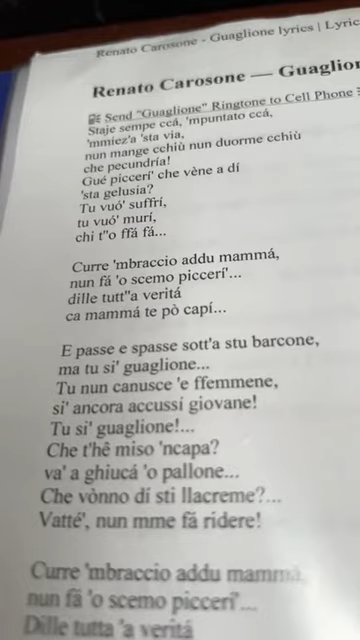 Renato Carosone - Guaglione lyrics | Lyric
Renato Carosone — Guaglion
Send "Guaglione" Ringtone to Cell Phone
Staje sempe ccá, 'mpuntato ccá,
'mmiez'a 'sta via,
nun mange cchiù nun duorme cchiù
che pecundría!
Gué piccerí' che vène a dí
'sta gelusia?
Tu vuó' suffrí,
tu vuó' murí,
chi t''o ffá fá...
Curre 'mbraccio addu mammá,
nun fá 'o scemo piccerí'...
dille tutt''a veritá
ca mammá te pò capí...
E passe e spasse sott'a stu barcone,
ma tu si' guaglione...
Tu nun canusce 'e ffemmene,
si' ancora accussí giovane!
Tu si' guaglione!...
Che t'hê miso 'ncapa?
va' a ghiucá 'o pallone...
Che vònno dí sti llacreme?...
Vatté', nun mme fá ridere!
Curre 'mbraccio addu mammá,
nun fá 'o scemo piccerí'...
Dille tutta 'a veritá